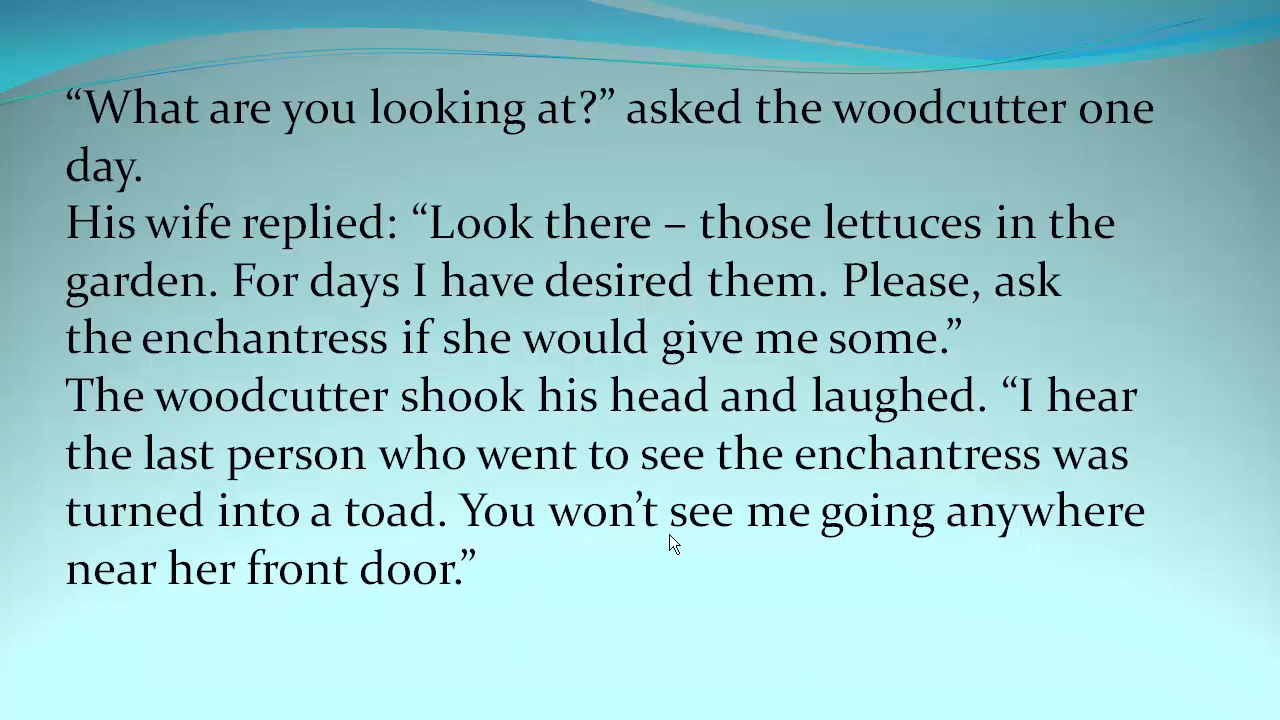 “What are you looking at?” asked the woodcutter one
day.
His wife replied: “Look there – those lettuces in the
garden. For days I have desired them. Please, ask
the enchantress if she would give me some.”
The woodcutter shook his head and laughed. “I hear
the last person who went to see the enchantress was
turned into a toad. You won’t see me going anywhere
near her front door.”